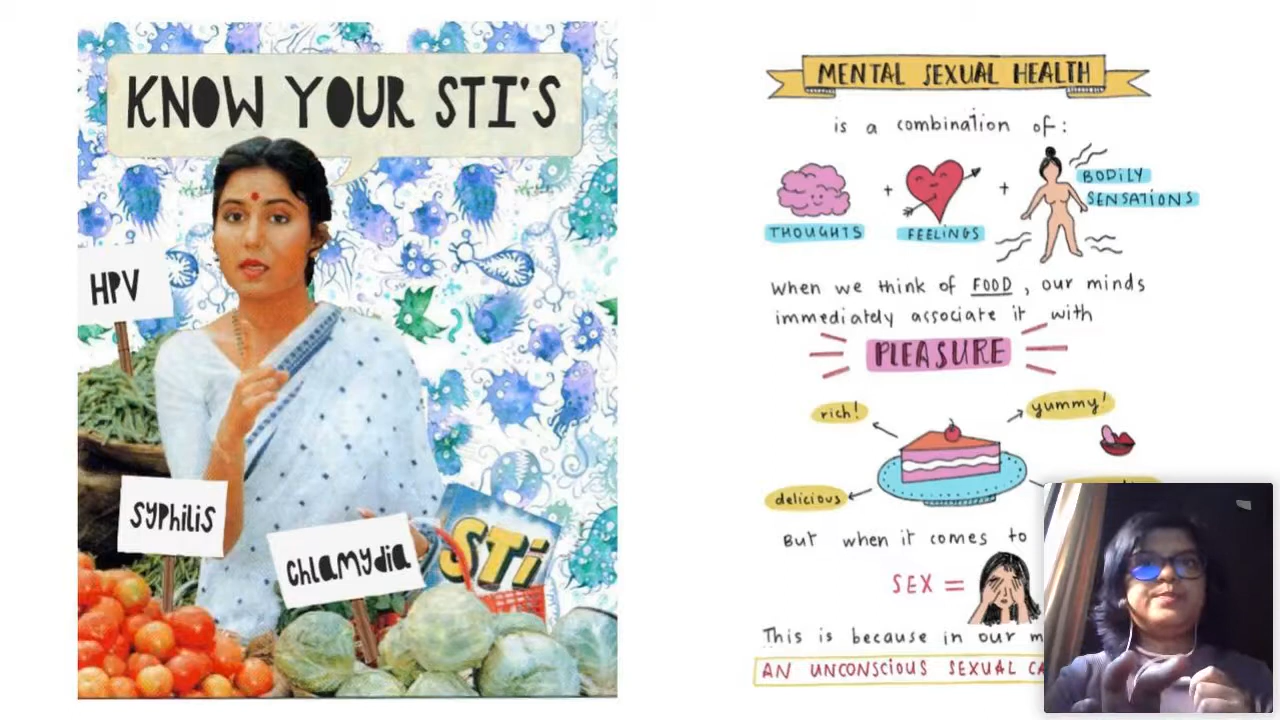 KNOW YOUR STI'S
HPV
SYPHILIS
CHLAMYDIA
STI
MENTAL SEXUAL HEALTH
is a combination of:
THOUGHTS + FEELINGS + BODILY SENSATIONS
When we think of FOOD, our minds
immediately associate it with
PLEASURE
rich!
yummy!
delicious
But when it comes to
SEX =
This is because in our m
AN UNCONSCIOUS SEXUAL CA